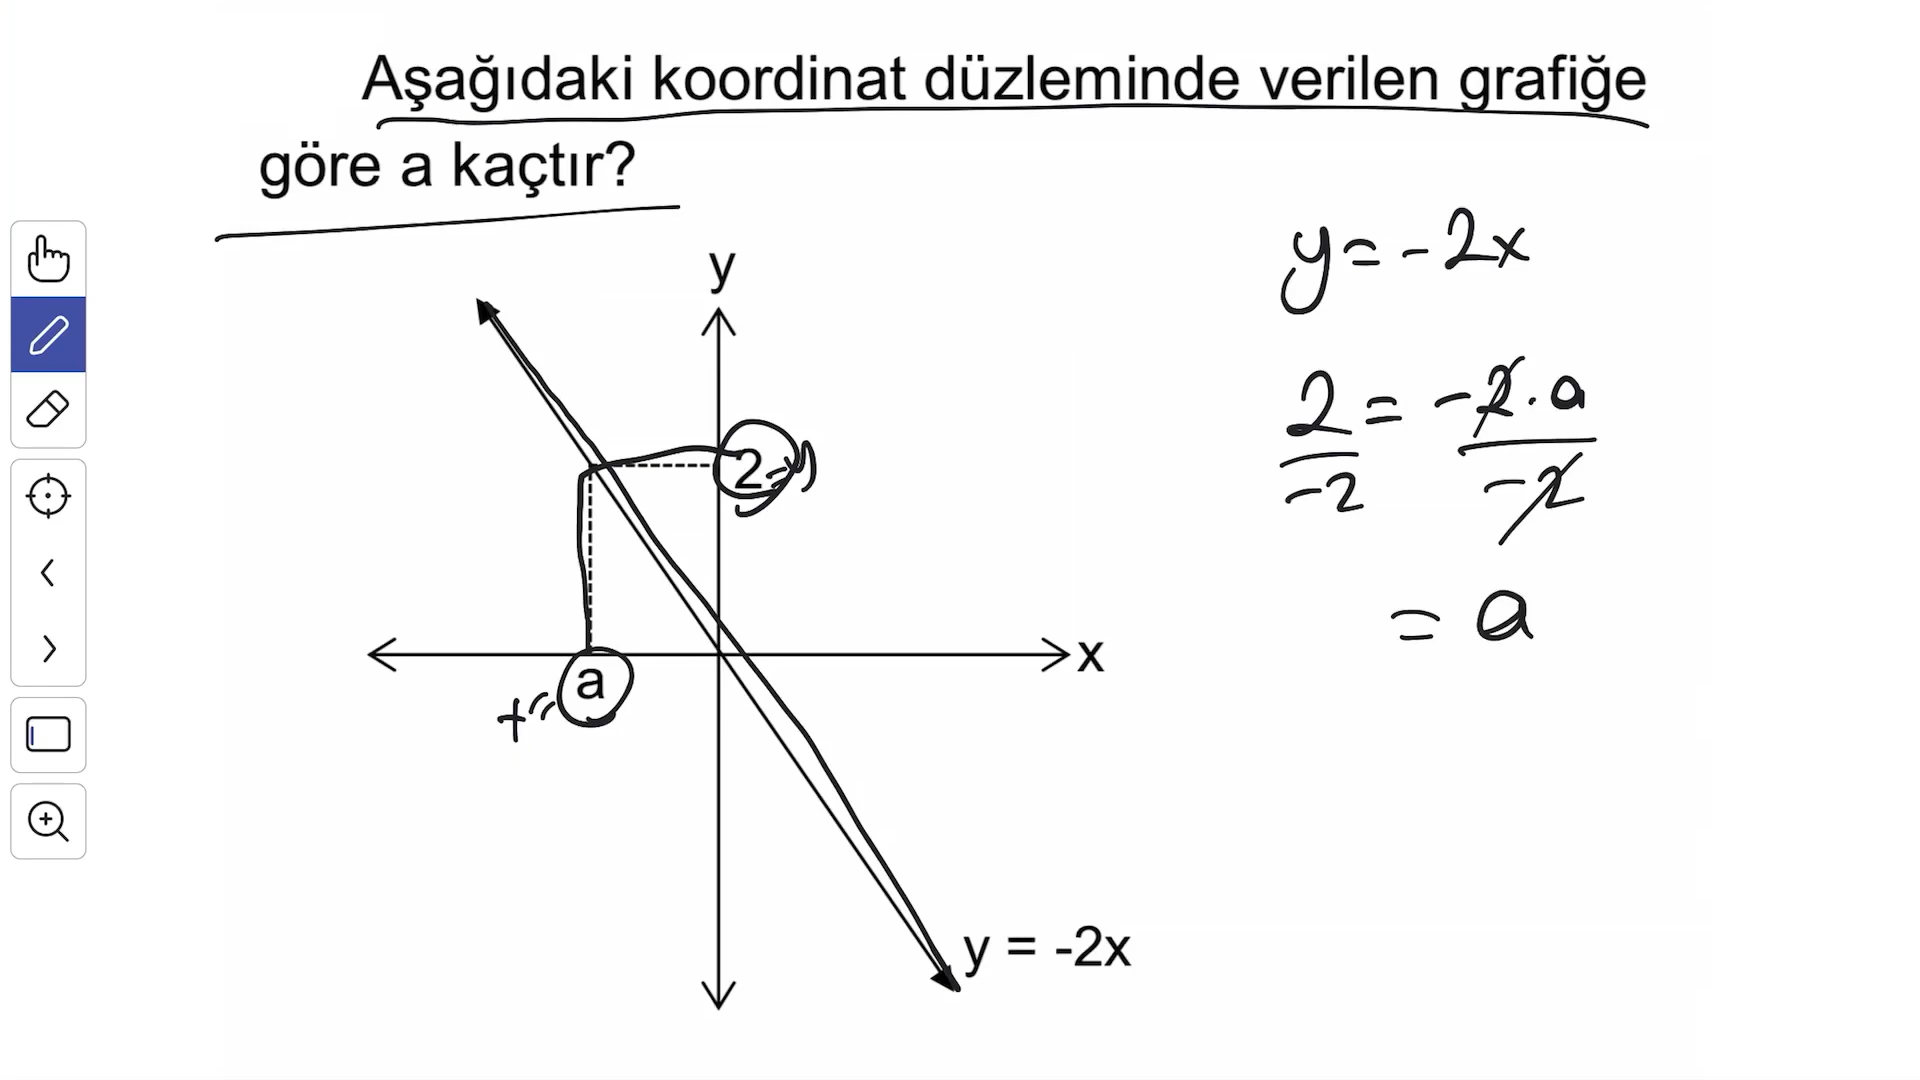 Aşağıdaki koordinat düzleminde verilen grafiğe
göre a kaçtır?
y = -2x
y
2 = -2 . a
2
-2 -2
= a
x
a
y = -2x